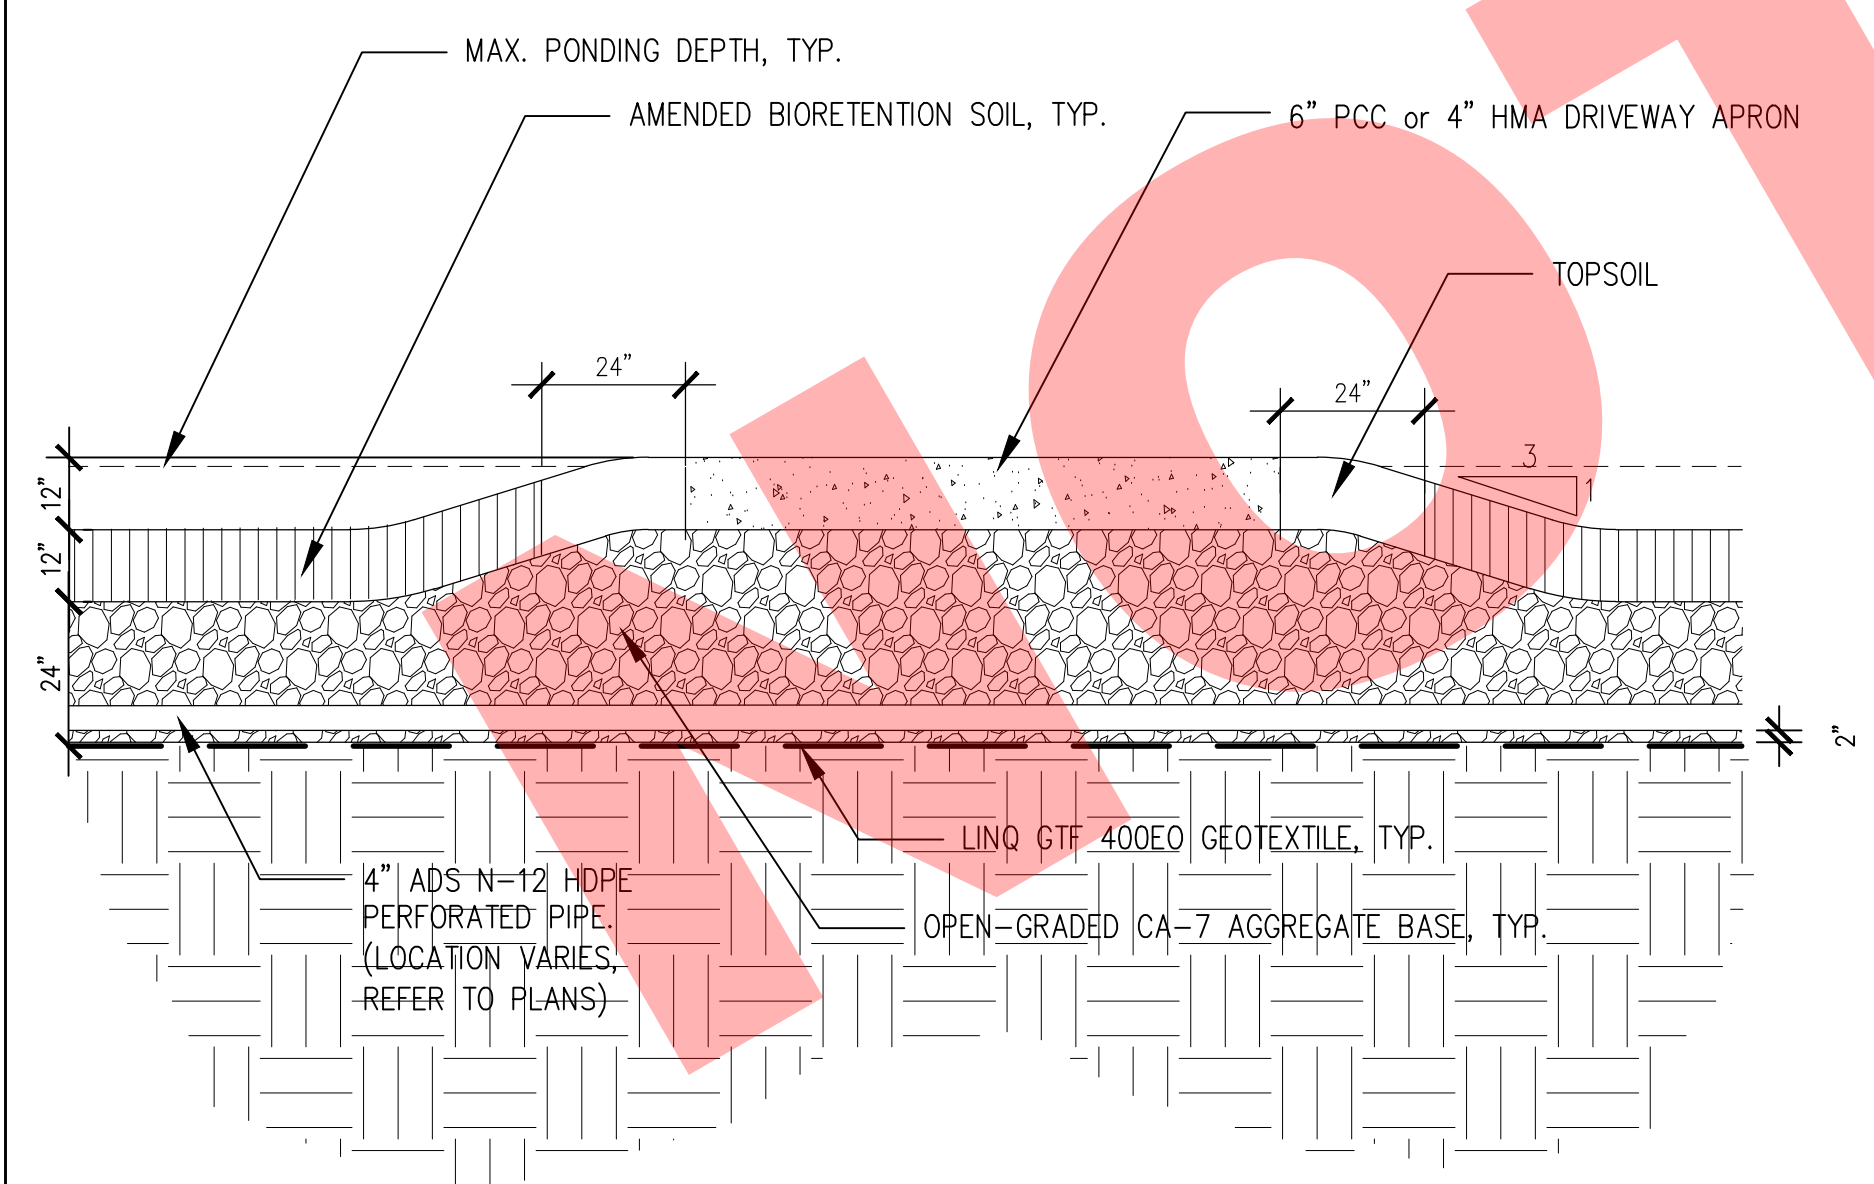 MAX. PONDING DEPTH, TYP.
AMENDED BIORETENTION SOIL, TYP.
6" PCC or 4" HMA DRIVEWAY APRON
TOPSOIL
24"
24"
3
1
12"
12"
24"
2"
LINQ GTF 400EO GEOTEXTILE, TYP.
4" ADS N-12 HDPE
PERFORATED PIPE.
(LOCATION VARIES,
REFER TO PLANS)
OPEN-GRADED CA-7 AGGREGATE BASE, TYP.
NOT